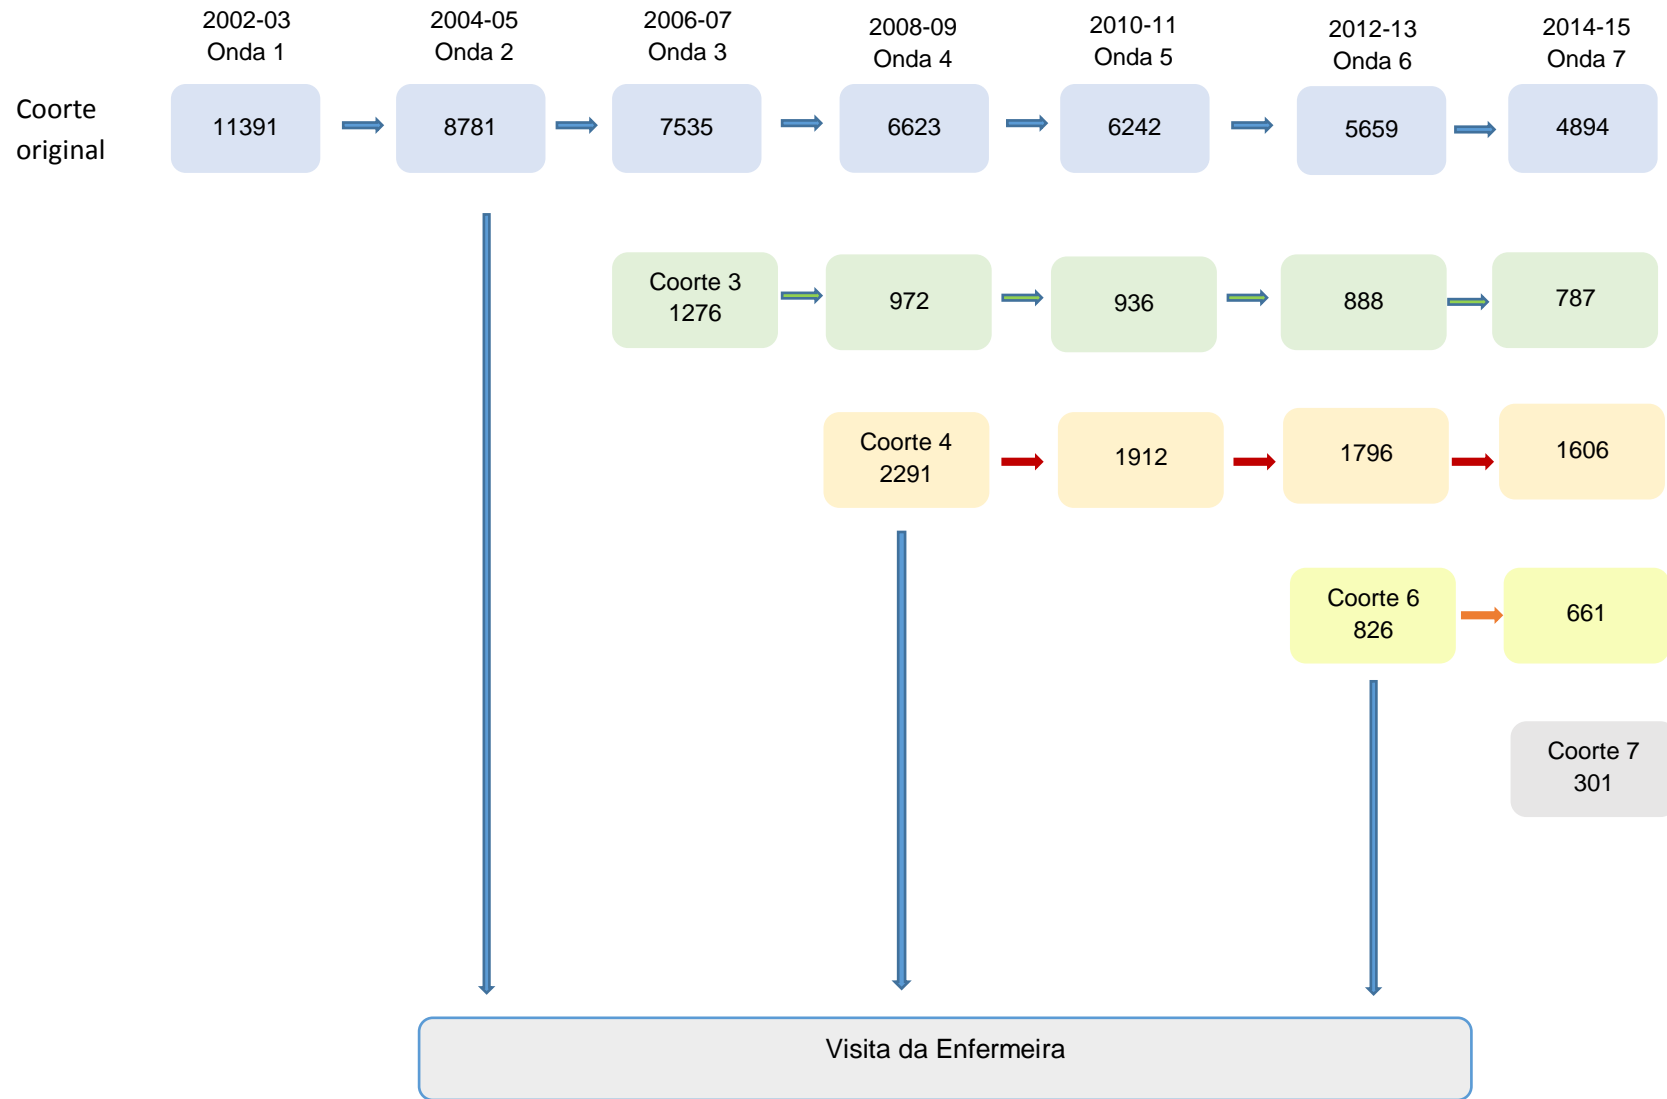 2002-03
Onda 1
2004-05
Onda 2
2006-07
Onda 3
2008-09
Onda 4
2010-11
Onda 5
2012-13
Onda 6
2014-15
Onda 7
Coorte
original
11391
8781
7535
6623
6242
5659
4894
Coorte 3
1276
972
936
888
787
Coorte 4
2291
1912
1796
1606
Coorte 6
826
661
Coorte 7
301
Visita da Enfermeira